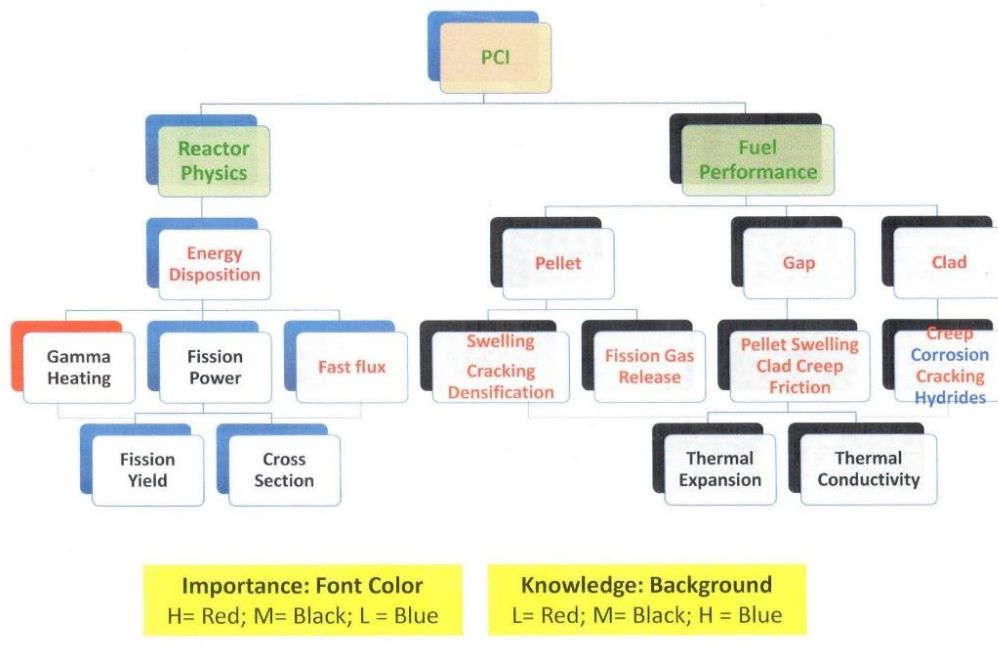 PCI
Reactor
Physics
Fuel
Performance
Energy
Disposition
Pellet
Gap
Clad
Gamma
Heating
Fission
Power
Fast flux
Swelling
Cracking
Densification
Fission Gas
Release
Pellet Swelling
Clad Creep
Friction
Creep
Corrosion
Cracking
Hydrides
Fission
Yield
Cross
Section
Thermal
Expansion
Thermal
Conductivity
Importance: Font Color
H= Red; M= Black; L = Blue
Knowledge: Background
L= Red; M= Black; H = Blue